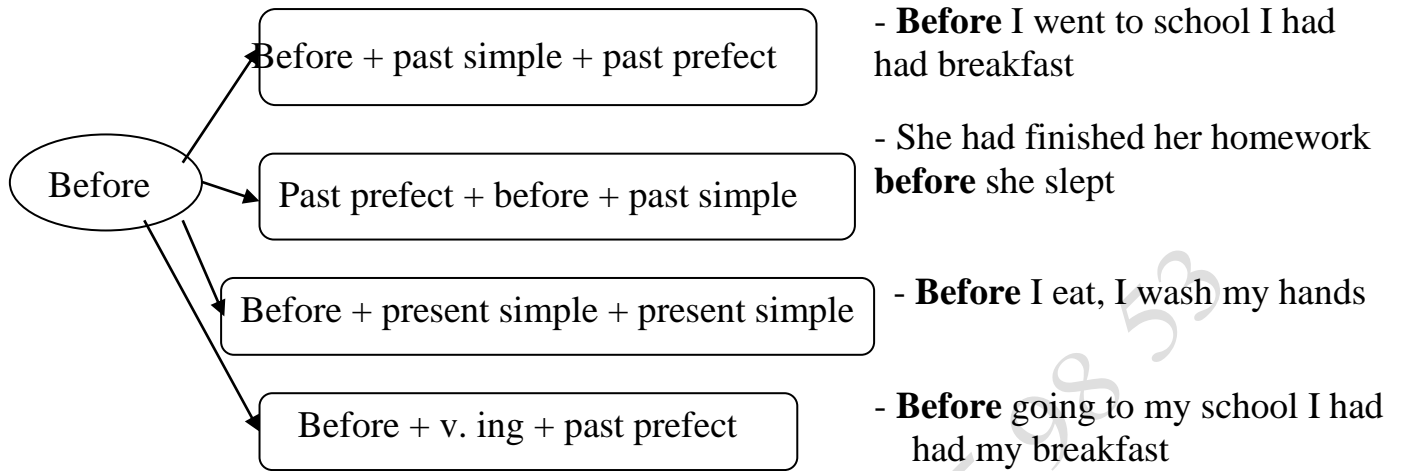 Before
Before + past simple + past prefect
- Before I went to school I had
had breakfast
Past prefect + before + past simple
- She had finished her homework
before she slept
Before + present simple + present simple
- Before I eat, I wash my hands
Before + v. ing + past prefect
- Before going to my school I had
had my breakfast
98 53